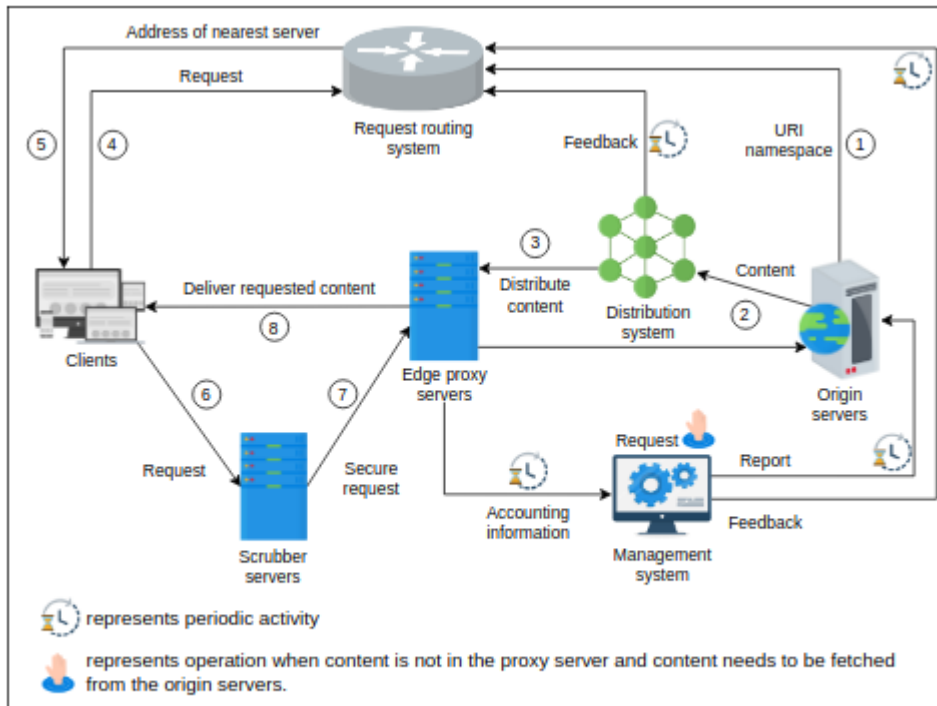 Address of nearest server
Request
5
4
Request routing
system
Feedback
URI
namespace
1
3
Distribute
content
Content
2
Distribution
system
Deliver requested content
8
Clients
Edge proxy
servers
Origin
servers
6
7
Request
Secure
request
Scrubber
servers
Request
Report
Accounting
information
Feedback
Management
system
represents periodic activity
represents operation when content is not in the proxy server and content needs to be fetched
from the origin servers.